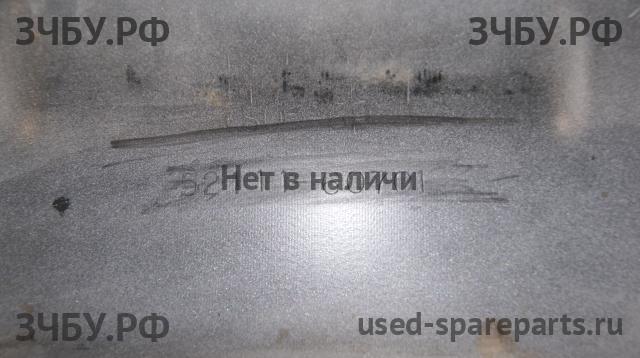 ЗЧБУ.РФ ЗЧБУ.РФ
Нет в наличи
ЗЧБУ.РФ used-spareparts.ru